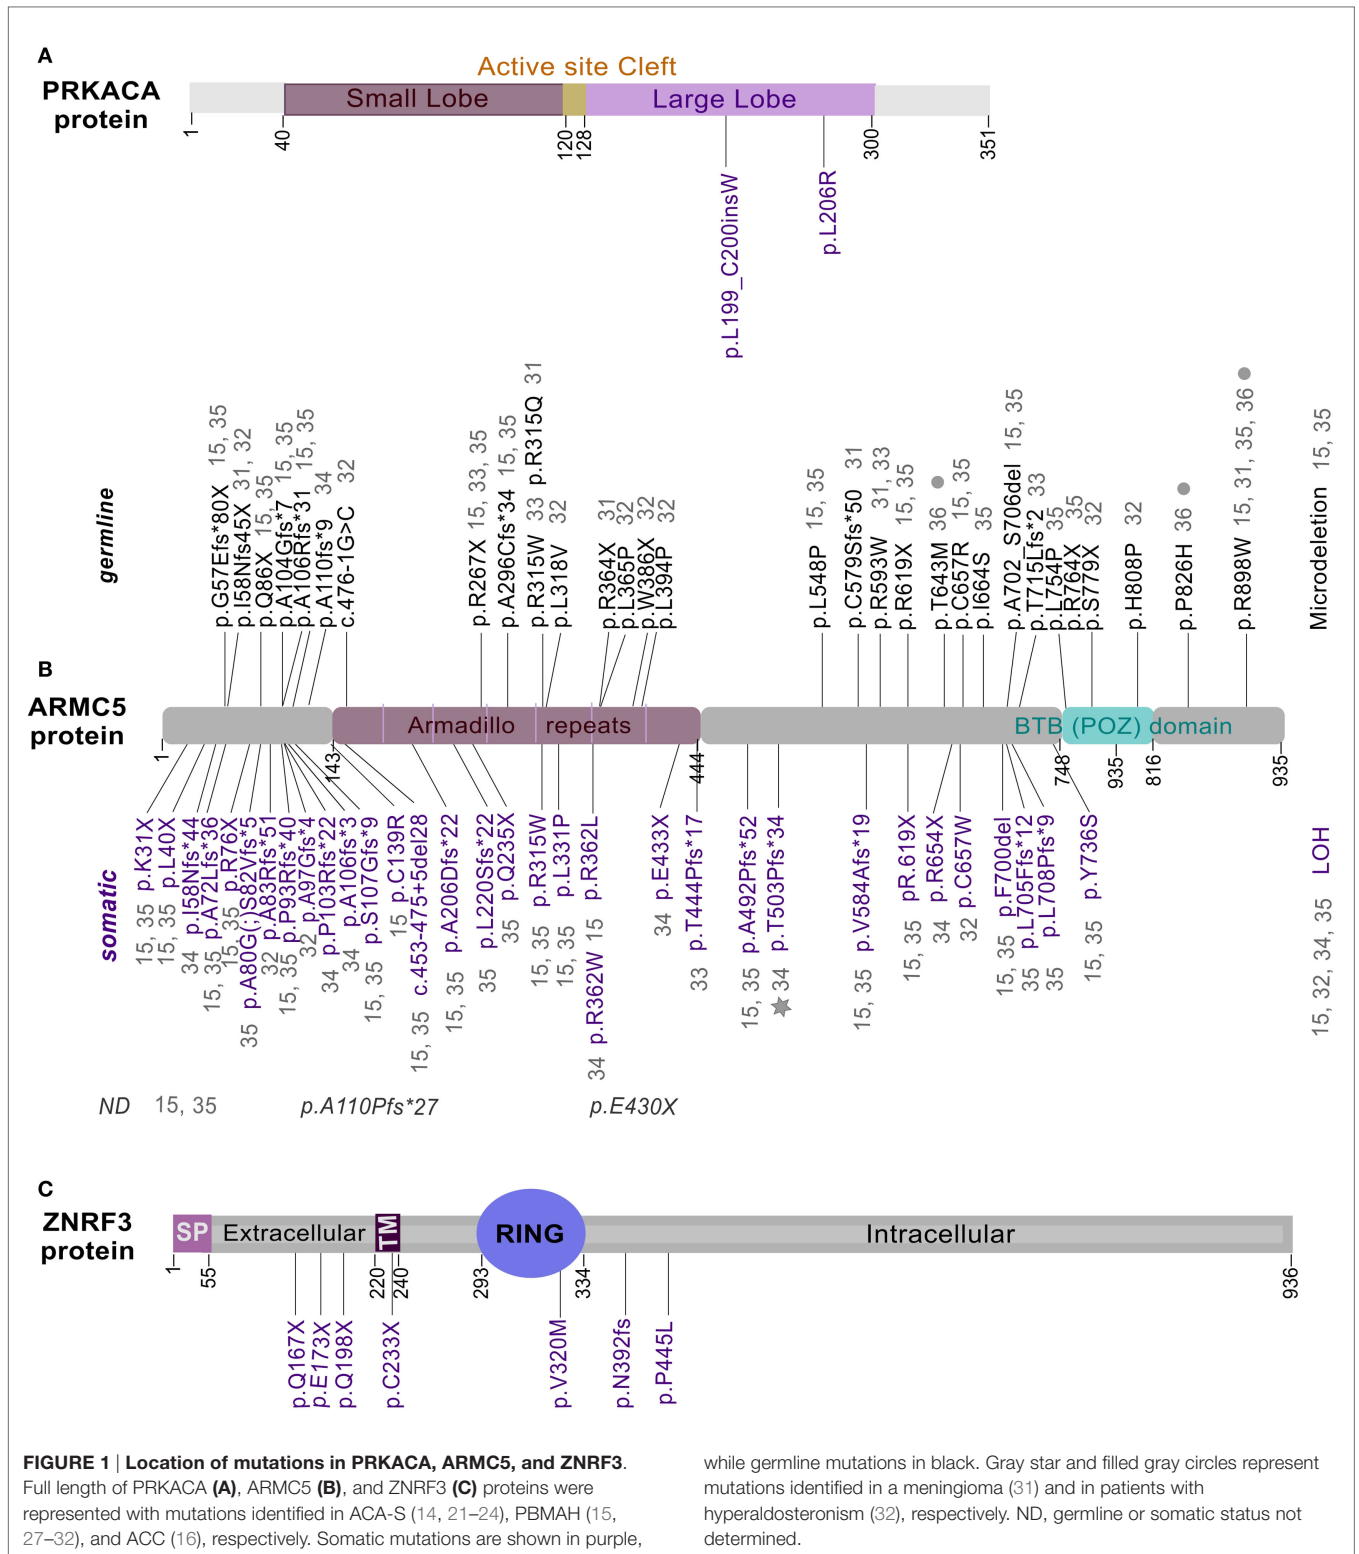 A
PRKACA
protein
Active site Cleft
Small Lobe
Large Lobe
1
40
120
128
300
351
p.L199_C200insW
p.L206R
germline
p.G57Efs*80X 15, 35
p.I58Nfs45X 31, 32
p.Q86X 15, 35
p.A104Gfs*7 15, 35
p.A106Rfs*31 15, 35
p.A110fs*9 34
c.476-1G>C 32
p.R267X 15, 33, 35
p.A296Cfs*34 15, 35
p.R315W 33
p.R315Q 31
p.L318V 32
p.R364X 31
p.L365P 32
p.W386X 32
p.L394P 32
p.L548P 15, 35
p.C579Sfs*50 31
p.R593W 31, 33
p.R619X 15, 35
p.T643M 36
p.C657R 15, 35
p.I664S 35
p.A702_S706del 15, 35
p.T715Lfs*2 33
p.L754P 35
p.R764X 35
p.S779X 32
p.H808P 32
p.P826H 36
p.R898W 15, 31, 35, 36
Microdeletion 15, 35
B
ARMC5
protein
Armadillo repeats
BTB (POZ) domain
1
143
444
748
935
816
935
somatic
15, 35 p.K31X
15, 35 p.L40X
34 p.I58Nfs*44
15, 35 p.A72Lfs*36
15, 35 p.R76X
35 p.A80G(;)S82Vfs*5
32 p.A83Rfs*51
15, 35 p.P93Rfs*40
32 p.A97Gfs*4
34 p.P103Rfs*22
34 p.A106fs*3
15, 35 p.S107Gfs*9
15 p.C139R
15, 35 c.453-475+5del28
15, 35 p.A206Dfs*22
35 p.L220Sfs*22
35 p.Q235X
15, 35 p.R315W
15, 35 p.L331P
34 p.R362W 15 p.R362L
34 p.E433X
33 p.T444Pfs*17
15, 35 p.A492Pfs*52
34 p.T503Pfs*34
15, 35 p.V584Afs*19
15, 35 pR.619X
34 p.R654X
32 p.C657W
15, 35 p.F700del
35 p.L705Ffs*12
35 p.L708Pfs*9
15, 35 p.Y736S
15, 32, 34, 35 LOH
ND 15, 35 p.A110Pfs*27 p.E430X
C
ZNRF3
protein
SP
Extracellular
TM
RING
Intracellular
1
55
220
240
293
334
936
p.Q167X
p.E173X
p.Q198X
p.C233X
p.V320M
p.N392fs
p.P445L
FIGURE 1 | Location of mutations in PRKACA, ARMC5, and ZNRF3.
Full length of PRKACA (A), ARMC5 (B), and ZNRF3 (C) proteins were
represented with mutations identified in ACA-S (14, 21–24), PBMAH (15,
27–32), and ACC (16), respectively. Somatic mutations are shown in purple,
while germline mutations in black. Gray star and filled gray circles represent
mutations identified in a meningioma (31) and in patients with
hyperaldosteronism (32), respectively. ND, germline or somatic status not
determined.